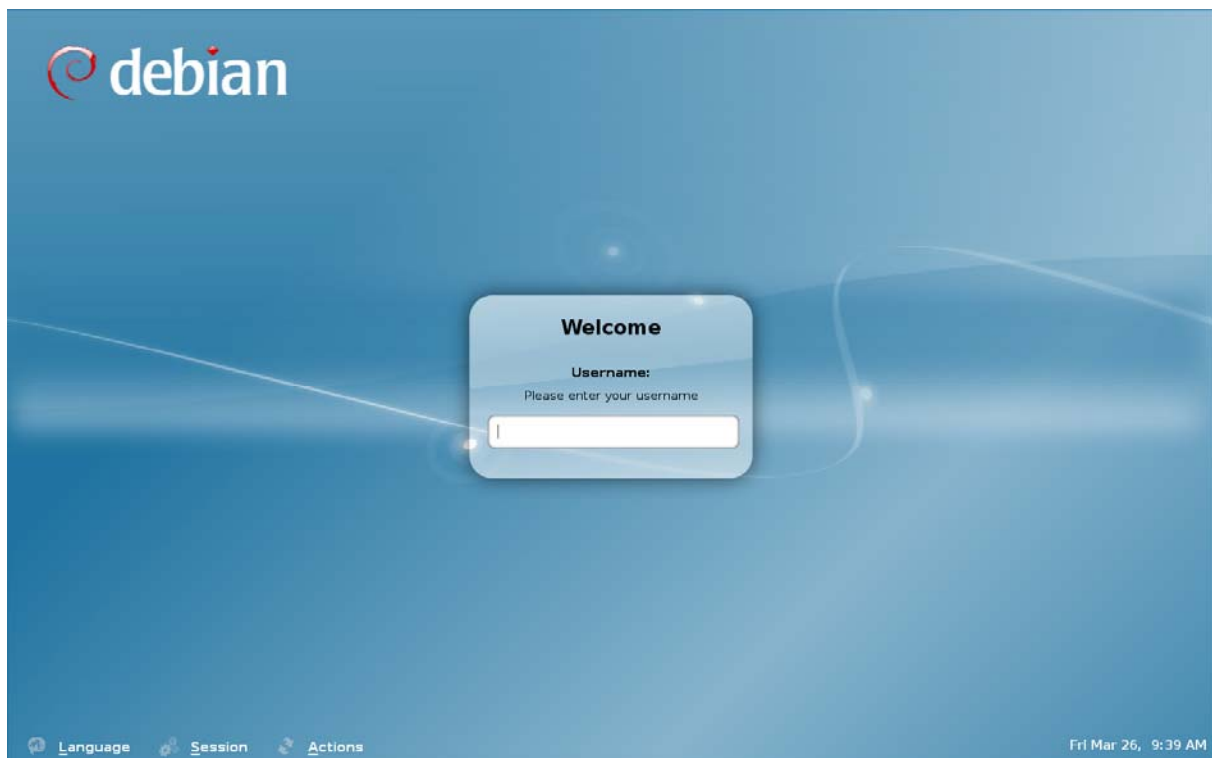 debian
Welcome
Username:
Please enter your username
Language Session Actions
Fri Mar 26, 9:39 AM